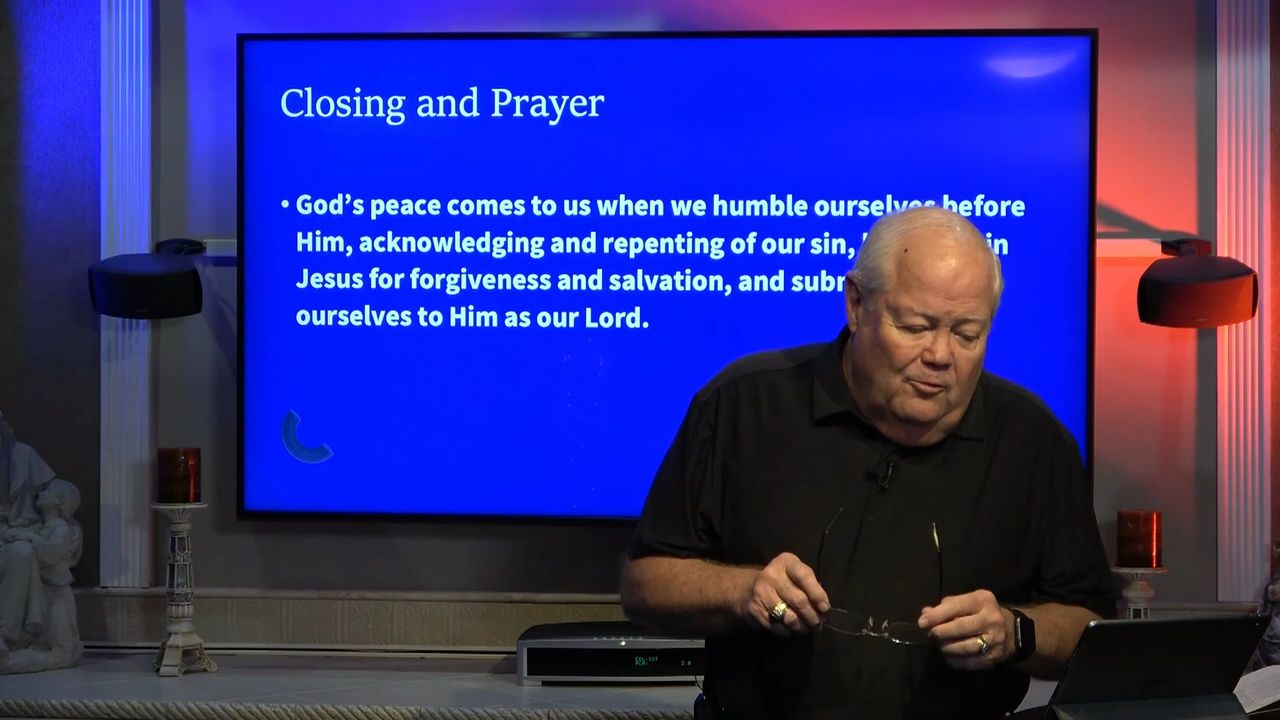 Closing and Prayer
• God’s peace comes to us when we humble ourselves before
Him, acknowledging and repenting of our sin, in
Jesus for forgiveness and salvation, and
ourselves to Him as our Lord.